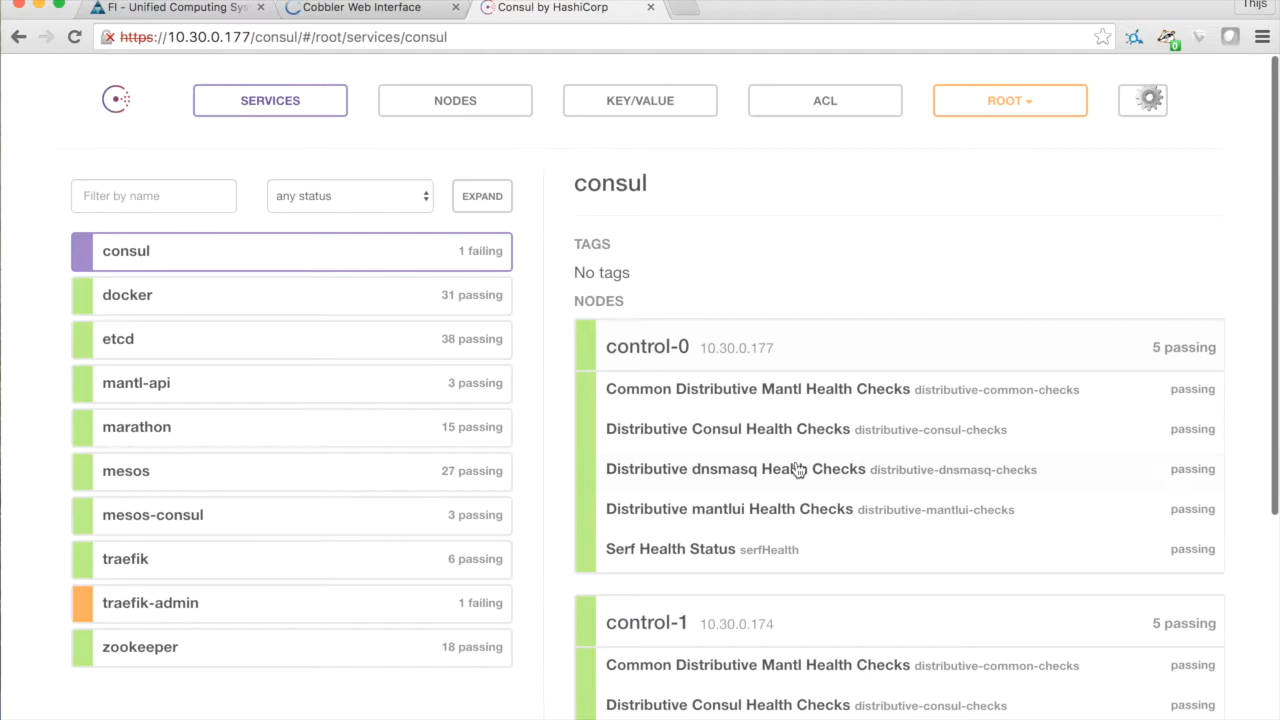 FI - Unified Computing Sys
Cobbler Web Interface
Consul by HashiCorp
Thijs
https://10.30.0.177/consul/#/root/services/consul
0
SERVICES
NODES
KEY/VALUE
ACL
ROOT
Filter by name
any status
EXPAND
consul 1 failing
docker 31 passing
etcd 38 passing
mantl-api 3 passing
marathon 15 passing
mesos 27 passing
mesos-consul 3 passing
traefik 6 passing
traefik-admin 1 failing
zookeeper 18 passing
consul
TAGS
No tags
NODES
control-0 10.30.0.177 5 passing
Common Distributive Mantl Health Checks distributive-common-checks passing
Distributive Consul Health Checks distributive-consul-checks passing
Distributive dnsmasq Health Checks distributive-dnsmasq-checks passing
Distributive mantlui Health Checks distributive-mantlui-checks passing
Serf Health Status serfHealth passing
control-1 10.30.0.174 5 passing
Common Distributive Mantl Health Checks distributive-common-checks passing
Distributive Consul Health Checks distributive-consul-checks passing